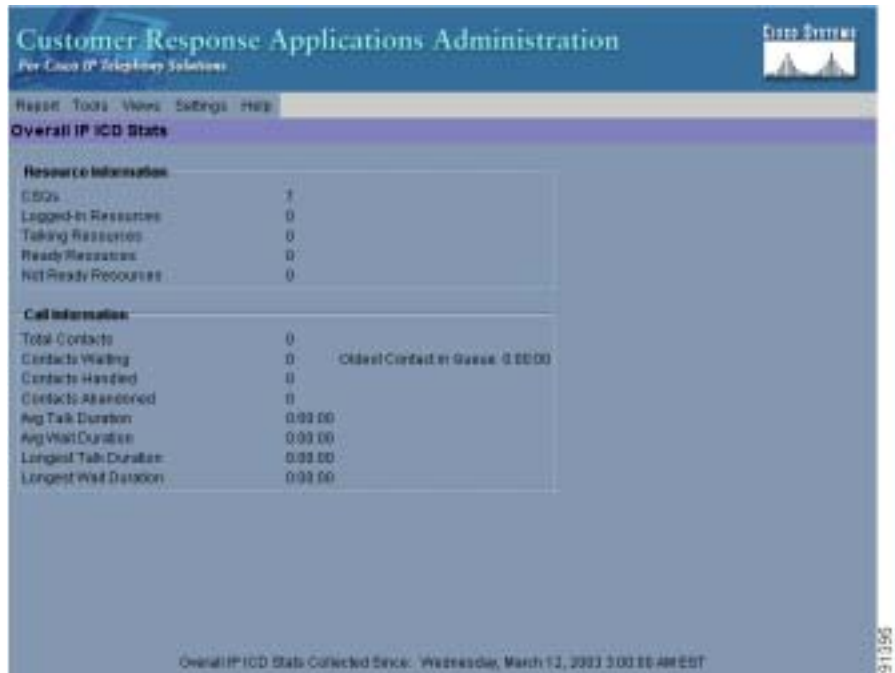 Customer Response Applications Administration
For Cisco IP Telephony Solutions
CISCO SYSTEMS
Report Tools Views Settings Help
Overall IP ICD Stats
Resource Information
CSQs
Logged-In Resources 0
Talking Resources 0
Ready Resources 0
Not Ready Resources 0
Call Information
Total Contacts 0
Contacts Waiting 0 Oldest Contact in Queue: 0:00:00
Contacts Handled 0
Contacts Abandoned 0
Avg Talk Duration 0:00:00
Avg Wait Duration 0:00:00
Longest Talk Duration 0:00:00
Longest Wait Duration 0:00:00
Overall IP ICD Stats Collected Since: Wednesday, March 12, 2003 3:00:00 AM EST
91395